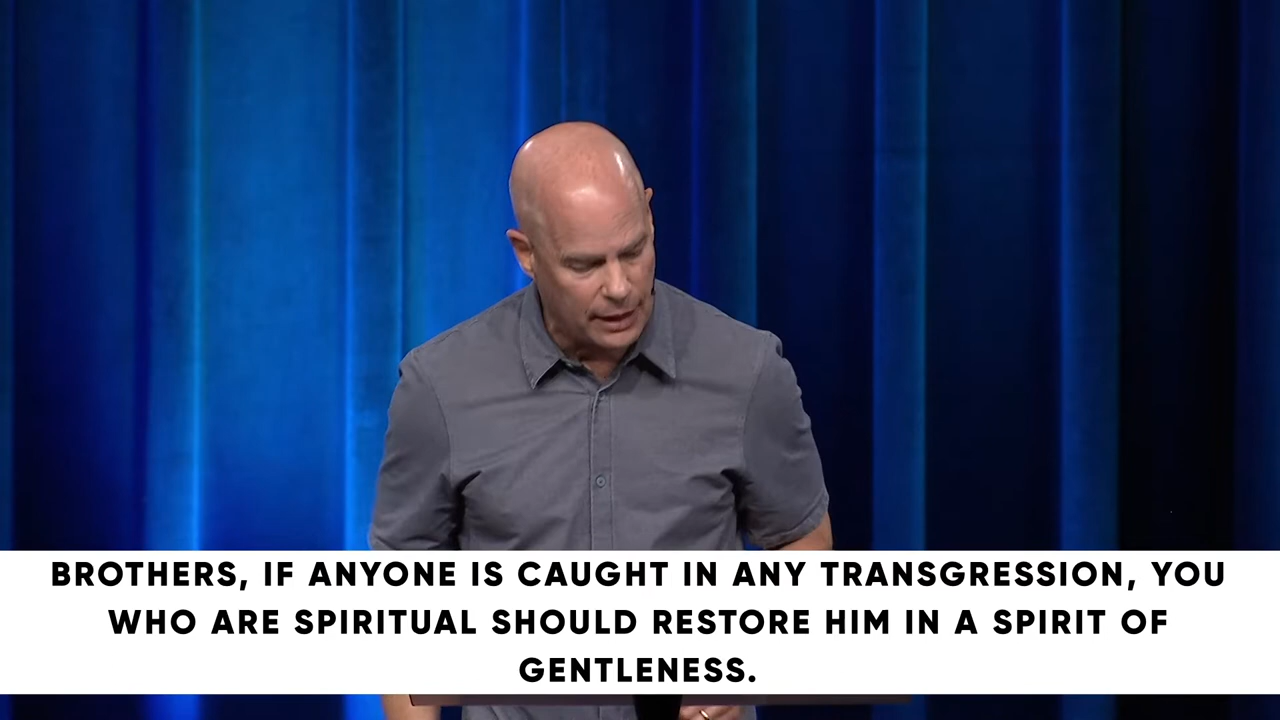 BROTHERS, IF ANYONE IS CAUGHT IN ANY TRANSGRESSION, YOU
WHO ARE SPIRITUAL SHOULD RESTORE HIM IN A SPIRIT OF
GENTLENESS.